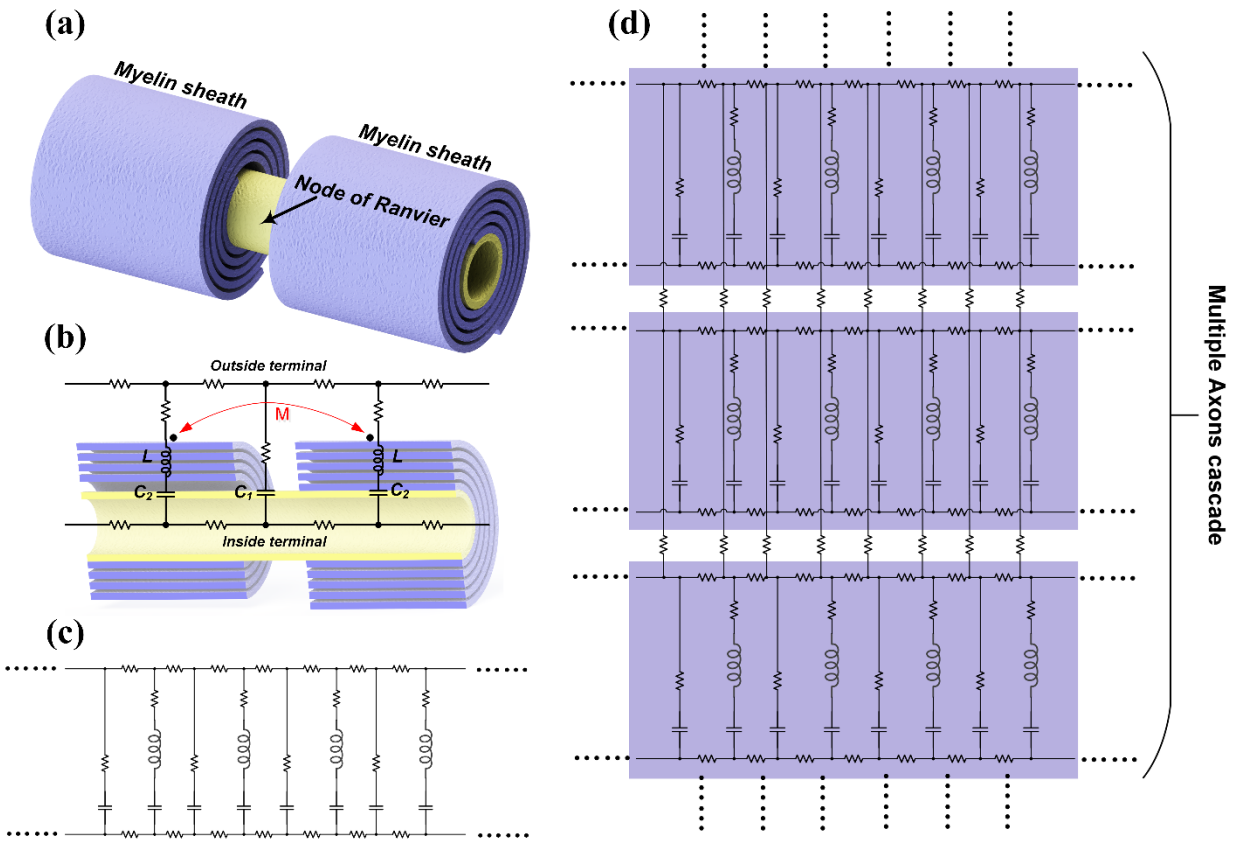 (a)
Myelin sheath
Myelin sheath
Node of Ranvier
(b)
Outside terminal
M
L
L
C2
C1
C2
Inside terminal
(c)
(d)
Multiple Axons cascade